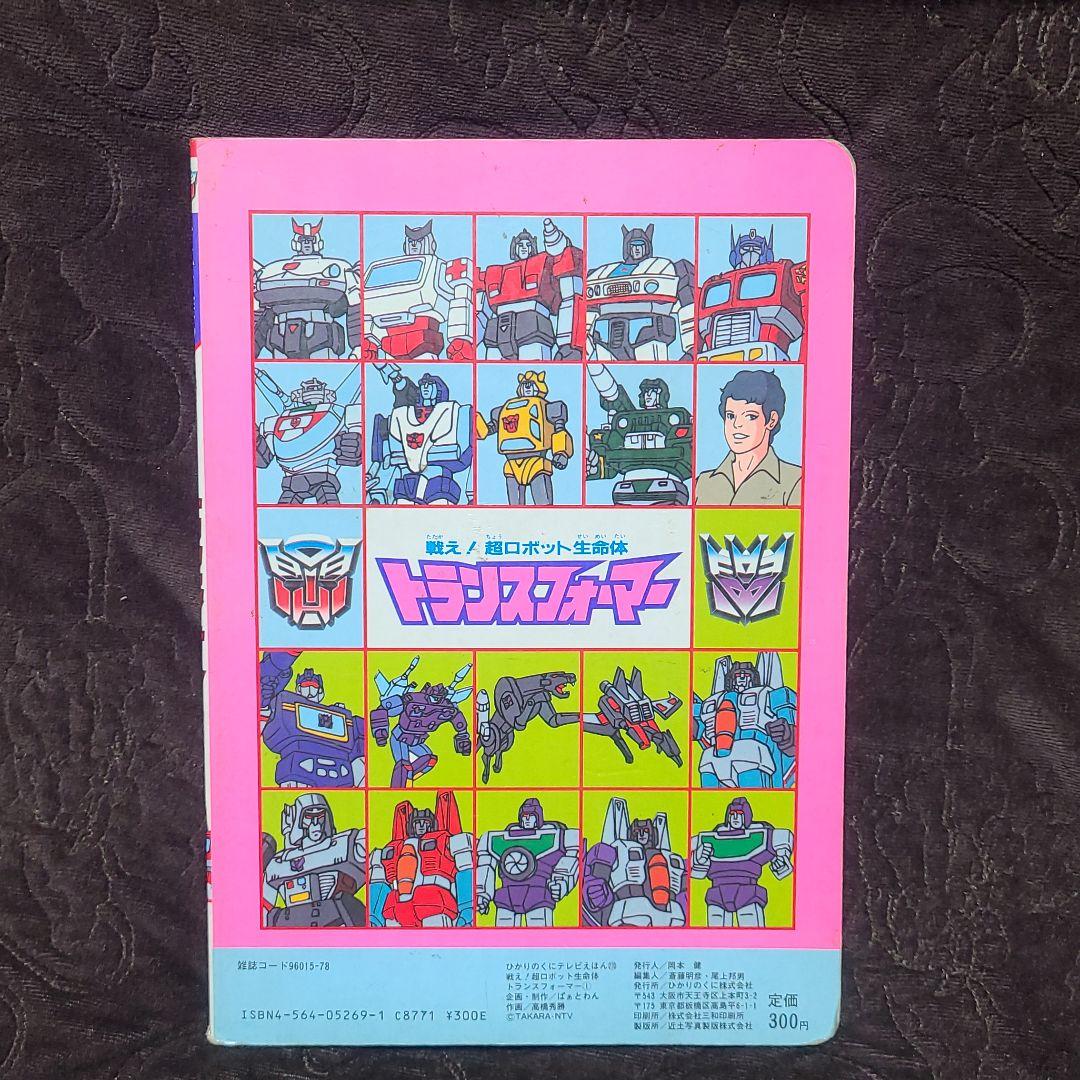 戦え!超ロボット生命体
トランスフォーマー
雑誌コード96015-78
ISBN4-564-05269-1 C8771 ¥300E
ひかりのくにテレビえほん
戦え!超ロボット生命体
トランスフォーマー①
企画・制作/ぱぁとわん
作画/高橋秀勝
©TAKARA・NTV
発行人/岡本 健
編集人/斎藤明彦・尾上邦男
発行所/ひかりのくに株式会社
〒543 大阪市天王寺区上本町3-2
〒175 東京都板橋区高島平6-1-1
印刷所/株式会社三和印刷所
製版所/近土写真製版株式会社
定価
300円